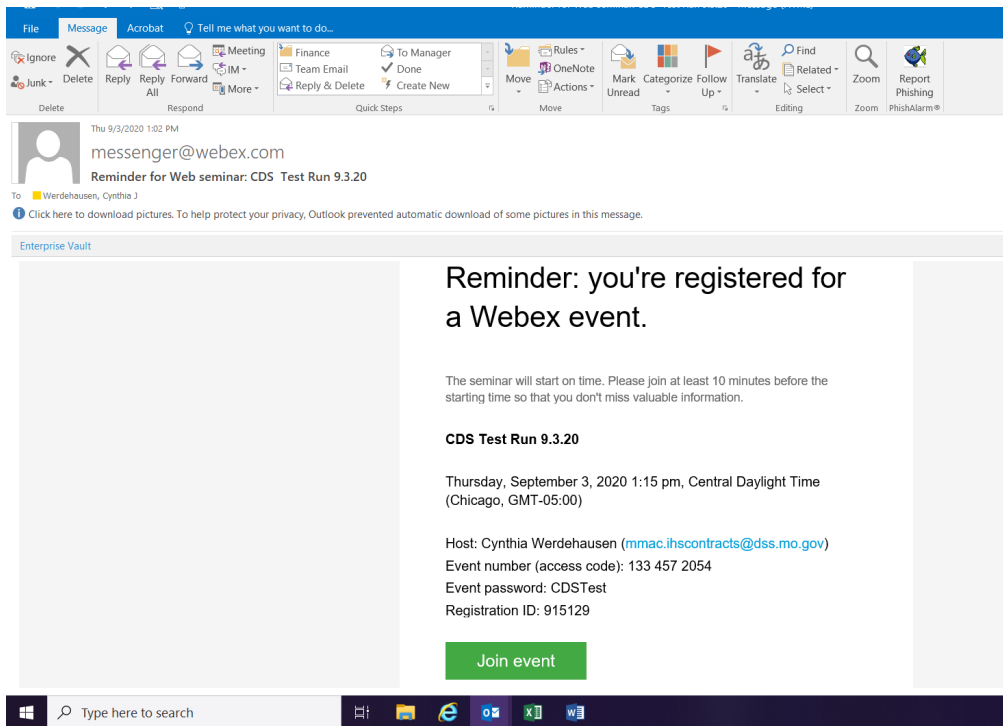 File Message Acrobat Tell me what you want to do...
Ignore
Junk
Delete
Reply
Reply All
Forward
Meeting
IM
More
Finance
Team Email
Reply & Delete
To Manager
Done
Create New
Move
Rules
OneNote
Actions
Mark Unread
Categorize
Follow Up
Translate
Find
Related
Select
Zoom
Report Phishing
Delete Respond Quick Steps Move Tags Editing Zoom PhishAlarm®
Thu 9/3/2020 1:02 PM
messenger@webex.com
Reminder for Web seminar: CDS Test Run 9.3.20
To Werdehausen, Cynthia J
Click here to download pictures. To help protect your privacy, Outlook prevented automatic download of some pictures in this message.
Enterprise Vault
Reminder: you're registered for
a Webex event.
The seminar will start on time. Please join at least 10 minutes before the
starting time so that you don't miss valuable information.
CDS Test Run 9.3.20
Thursday, September 3, 2020 1:15 pm, Central Daylight Time
(Chicago, GMT-05:00)
Host: Cynthia Werdehausen (mmac.ihscontracts@dss.mo.gov)
Event number (access code): 133 457 2054
Event password: CDSTest
Registration ID: 915129
Join event
Type here to search